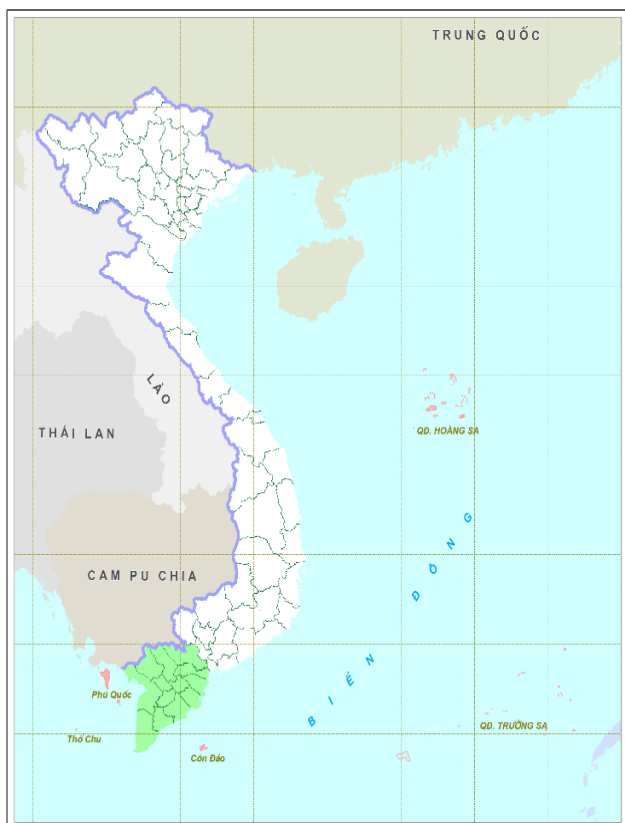 TRUNG QUỐC
LÀO
THÁI LAN
QĐ. HOÀNG SA
CAM PU CHIA
BIỂN ĐÔNG
Phú Quốc
QĐ. TRƯỜNG SA
Thổ Chu
Côn Đảo